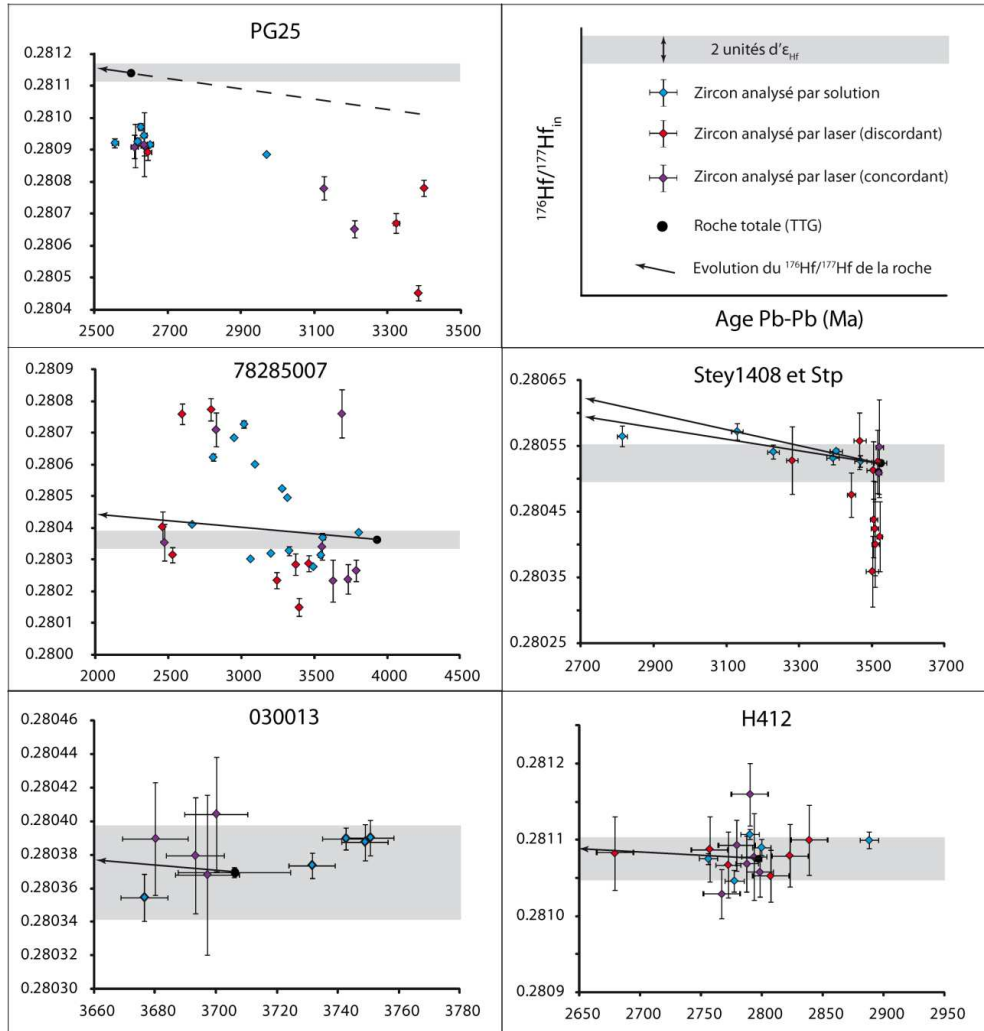 PG25
0.2812
0.2811
0.2810
0.2809
0.2808
0.2807
0.2806
0.2805
0.2804
2500 2700 2900 3100 3300 3500
¹⁷⁶Hf/¹⁷⁷Hfᵢₙ
2 unités d'εHf
Zircon analysé par solution
Zircon analysé par laser (discordant)
Zircon analysé par laser (concordant)
Roche totale (TTG)
Evolution du ¹⁷⁶Hf/¹⁷⁷Hf de la roche
Age Pb-Pb (Ma)
78285007
0.2809
0.2808
0.2807
0.2806
0.2805
0.2804
0.2803
0.2802
0.2801
0.2800
2000 2500 3000 3500 4000 4500
Stey1408 et Stp
0.28065
0.28055
0.28045
0.28035
0.28025
2700 2900 3100 3300 3500 3700
030013
0.28046
0.28044
0.28042
0.28040
0.28038
0.28036
0.28034
0.28032
0.28030
3660 3680 3700 3720 3740 3760 3780
H412
0.2812
0.2811
0.2810
0.2809
2650 2700 2750 2800 2850 2900 2950